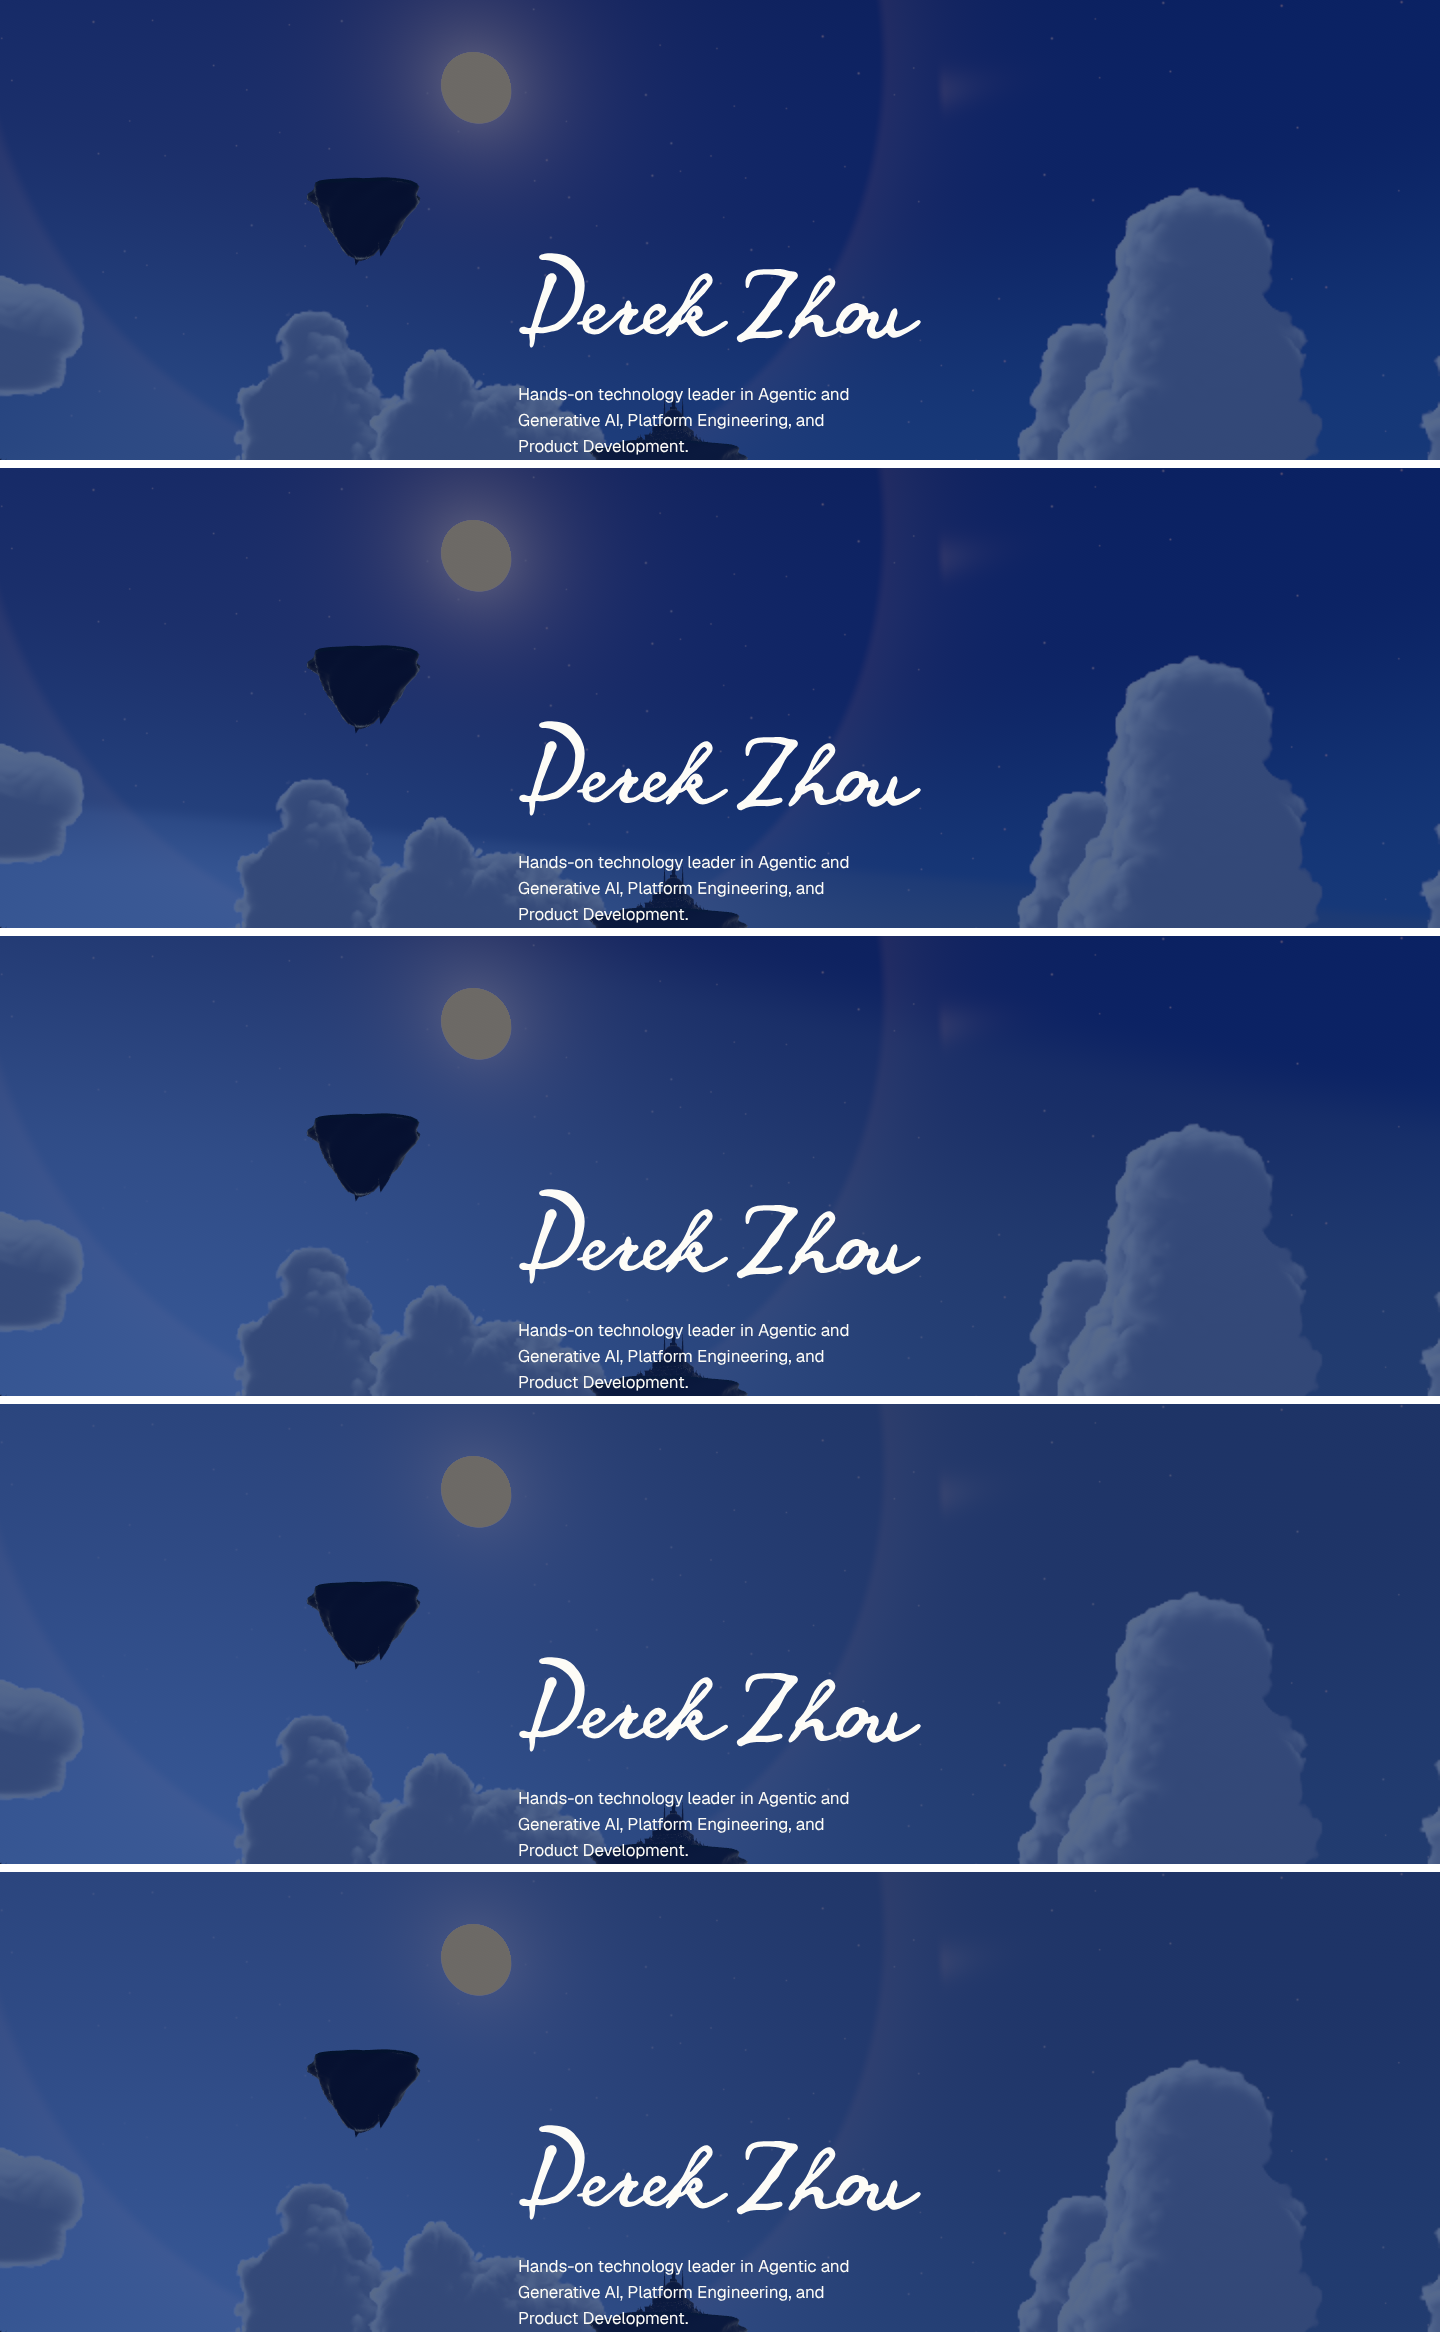 Derek Zhou
Hands-on technology leader in Agentic and
Generative AI, Platform Engineering, and
Product Development.
Derek Zhou
Hands-on technology leader in Agentic and
Generative AI, Platform Engineering, and
Product Development.
Derek Zhou
Hands-on technology leader in Agentic and
Generative AI, Platform Engineering, and
Product Development.
Derek Zhou
Hands-on technology leader in Agentic and
Generative AI, Platform Engineering, and
Product Development.
Derek Zhou
Hands-on technology leader in Agentic and
Generative AI, Platform Engineering, and
Product Development.